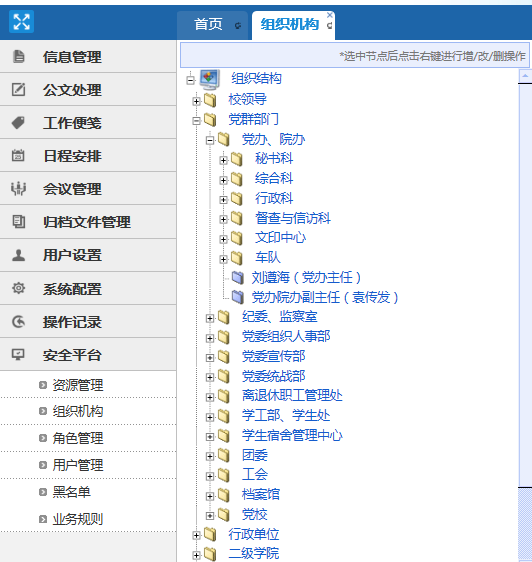 首页
组织机构
信息管理
公文处理
工作便笺
日程安排
会议管理
归档文件管理
用户设置
系统配置
操作记录
安全平台
资源管理
组织机构
角色管理
用户管理
黑名单
业务规则
*选中节点后点击右键进行增/改/删操作
组织结构
校领导
党群部门
党办、院办
秘书科
综合科
行政科
督查与信访科
文印中心
车队
刘遵海（党办主任）
党办院办副主任（袁传发）
纪委、监察室
党委组织人事部
党委宣传部
党委统战部
离退休职工管理处
学工部、学生处
学生宿舍管理中心
团委
工会
档案馆
党校
行政单位
二级学院